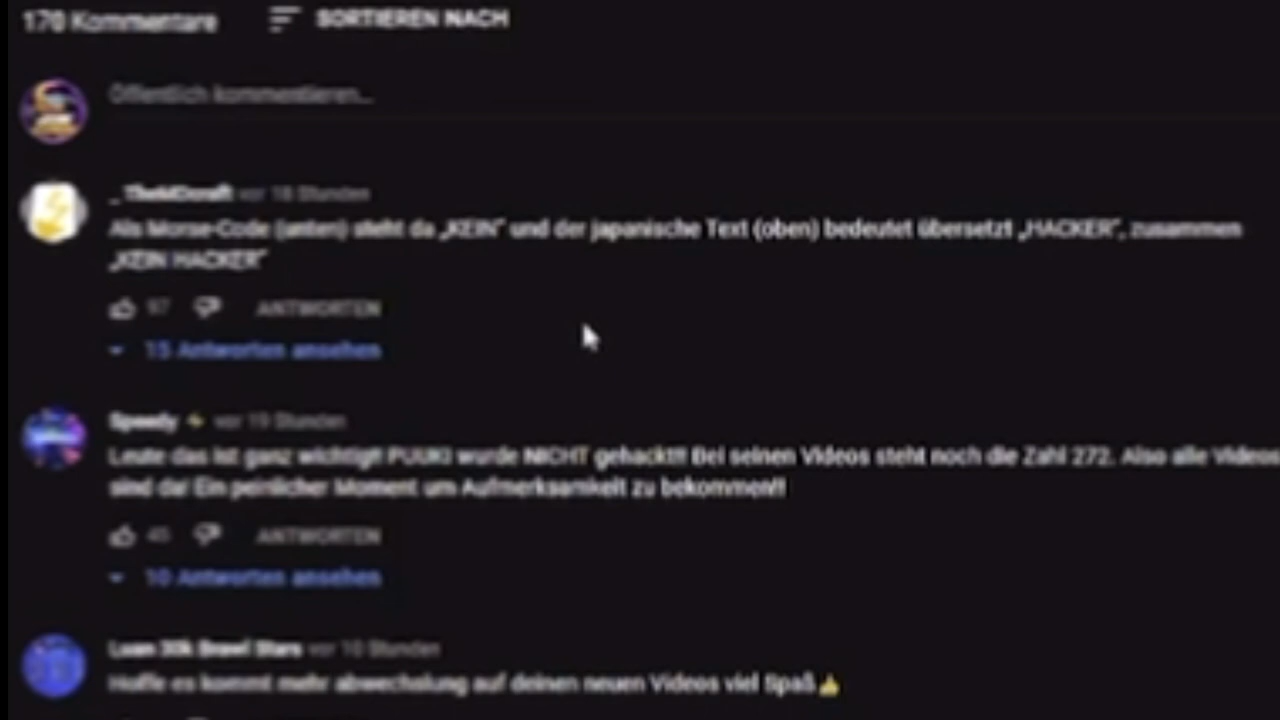 170 Kommentare SORTIEREN NACH
Öffentlich kommentieren...
_TheMDcraft vor 18 Stunden
Als Morse-Code (unten) steht da „KEIN“ und der japanische Text (oben) bedeutet übersetzt „HACKER“, zusammen
„KEIN HACKER“
97 ANTWORTEN
15 Antworten ansehen
Speedy vor 19 Stunden
Leute das ist ganz wichtig!! PUUKI wurde NICHT gehackt!!! Bei seinen Videos steht noch die Zahl 272. Also alle Videos
sind da! Ein peinlicher Moment um Aufmerksamkeit zu bekommen!!
45 ANTWORTEN
10 Antworten ansehen
Luan 30k Brawl Stars vor 10 Stunden
Hoffe es kommt mehr abwechslung auf deinen neuen Videos viel Spaß👍